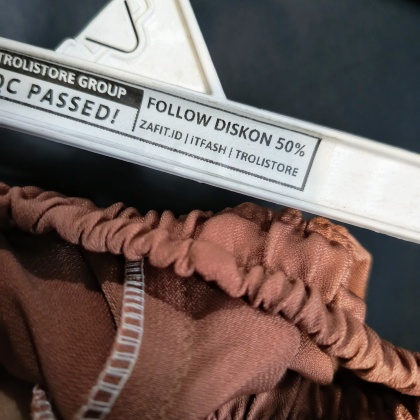 TROLISTORE GROUP
QC PASSED!
FOLLOW DISKON 50%
ZAFIT.ID | iTFASH | TROLISTORE